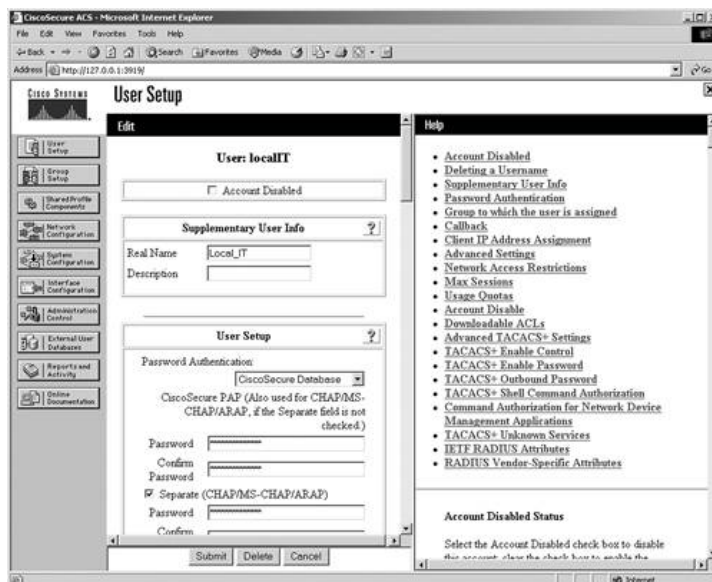 CiscoSecure ACS - Microsoft Internet Explorer
File Edit View Favorites Tools Help
Back Search Favorites Media
Address http://127.0.0.1:3919/ Go
CISCO SYSTEMS
User Setup
User Setup
Group Setup
Shared Profile Components
Network Configuration
System Configuration
Interface Configuration
Administration Control
External User Databases
Reports and Activity
Online Documentation
Edit
User: localIT
Account Disabled
Supplementary User Info ?
Real Name Local_IT
Description
User Setup ?
Password Authentication:
CiscoSecure Database
CiscoSecure PAP (Also used for CHAP/MS-
CHAP/ARAP, if the Separate field is not
checked.)
Password
Confirm
Password
Separate (CHAP/MS-CHAP/ARAP)
Password
Confirm
Submit Delete Cancel
Help
Account Disabled
Deleting a Username
Supplementary User Info
Password Authentication
Group to which the user is assigned
Callback
Client IP Address Assignment
Advanced Settings
Network Access Restrictions
Max Sessions
Usage Quotas
Account Disable
Downloadable ACLs
Advanced TACACS+ Settings
TACACS+ Enable Control
TACACS+ Enable Password
TACACS+ Outbound Password
TACACS+ Shell Command Authorization
Command Authorization for Network Device
Management Applications
TACACS+ Unknown Services
IETF RADIUS Attributes
RADIUS Vendor-Specific Attributes
Account Disabled Status
Select the Account Disabled check box to disable
this account; clear the check box to enable the
Internet